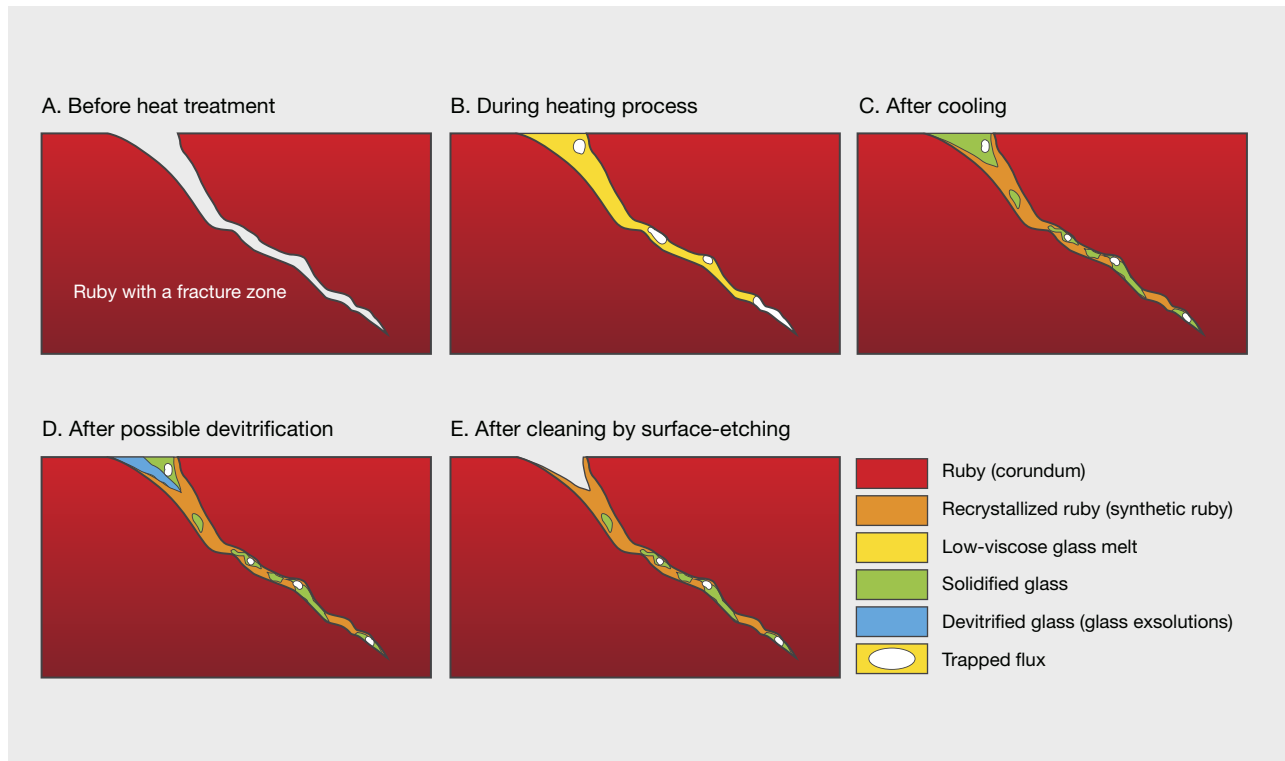 A. Before heat treatment
B. During heating process
C. After cooling
Ruby with a fracture zone
D. After possible devitrification
E. After cleaning by surface-etching
Ruby (corundum)
Recrystallized ruby (synthetic ruby)
Low-viscose glass melt
Solidified glass
Devitrified glass (glass exsolutions)
Trapped flux